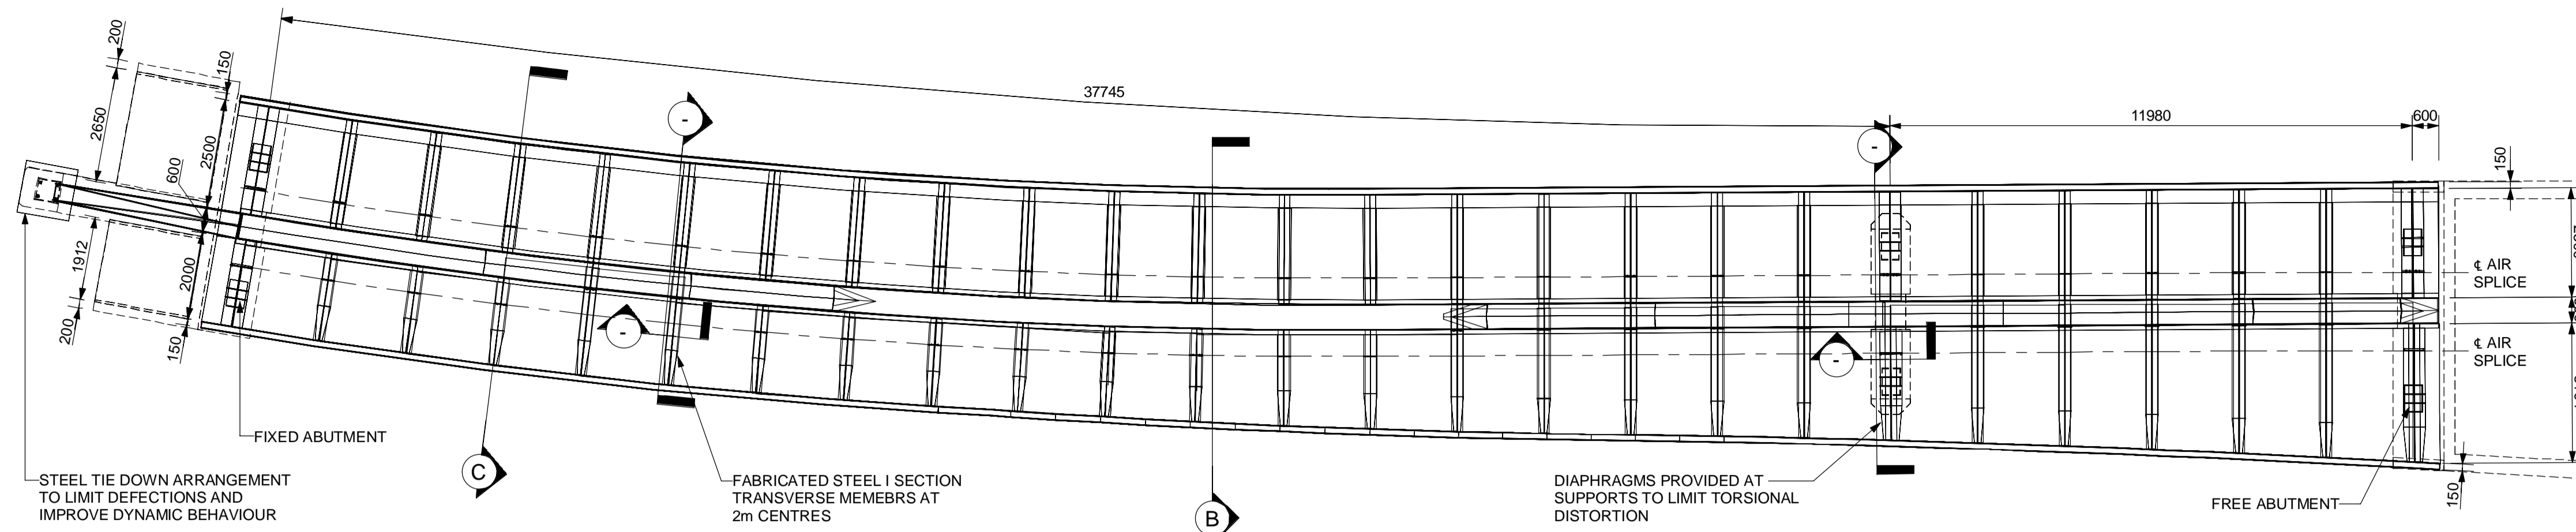 200
150
2650
2500
600
1912
2000
200
150
37745
11980
600
150
℄ AIR
SPLICE
℄ AIR
SPLICE
150
-
-
-
-
C
B
FIXED ABUTMENT
STEEL TIE DOWN ARRANGEMENT
TO LIMIT DEFECTIONS AND
IMPROVE DYNAMIC BEHAVIOUR
FABRICATED STEEL I SECTION
TRANSVERSE MEMEBRS AT
2m CENTRES
DIAPHRAGMS PROVIDED AT
SUPPORTS TO LIMIT TORSIONAL
DISTORTION
FREE ABUTMENT